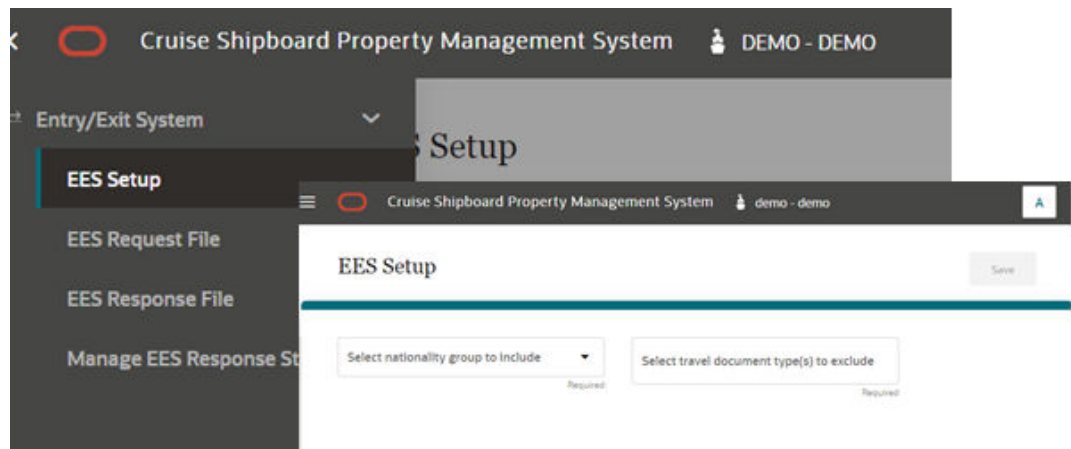 Cruise Shipboard Property Management System DEMO - DEMO
Entry/Exit System
Setup
EES Setup
EES Request File
EES Response File
Manage EES Response St
Cruise Shipboard Property Management System demo - demo A
EES Setup Save
Select nationality group to include
Required
Select travel document type(s) to exclude
Required